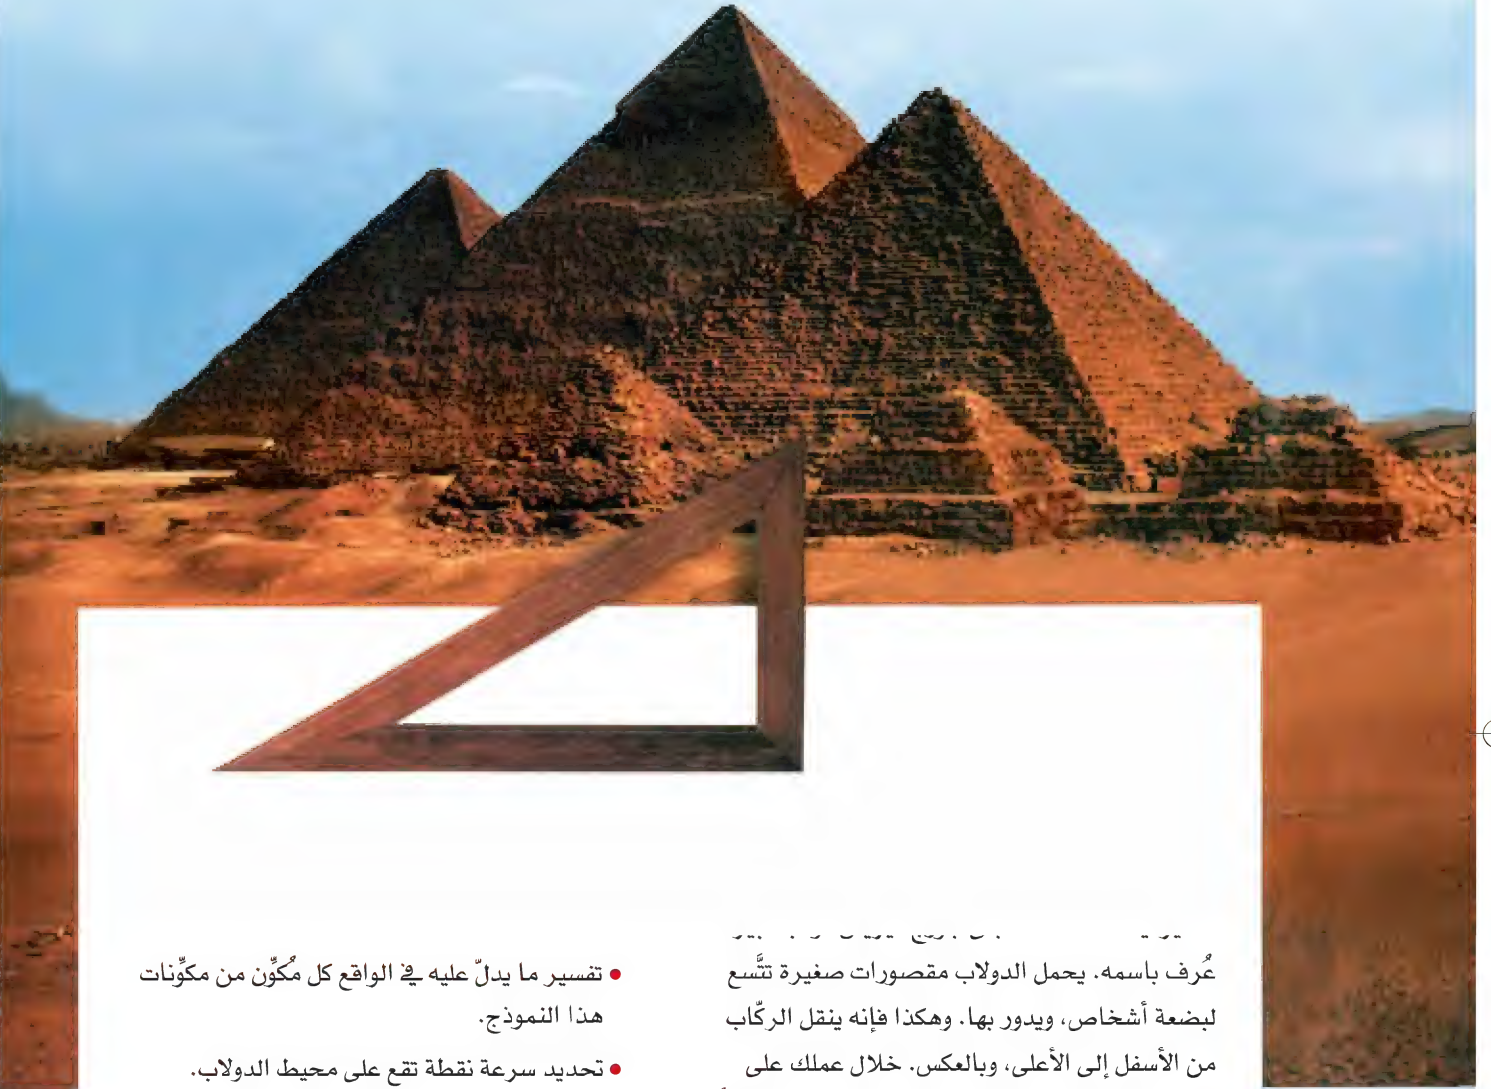 عُرف باسمه. يحمل الدولاب مقصورات صغيرة تتَّسع
لبضعة أشخاص، ويدور بها. وهكذا فإنه ينقل الركّاب
من الأسفل إلى الأعلى، وبالعكس. خلال عملك على
• تفسير ما يدلّ عليه في الواقع كل مُكوِّن من مكوِّنات
هذا النموذج.
• تحديد سرعة نقطة تقع على محيط الدولاب.